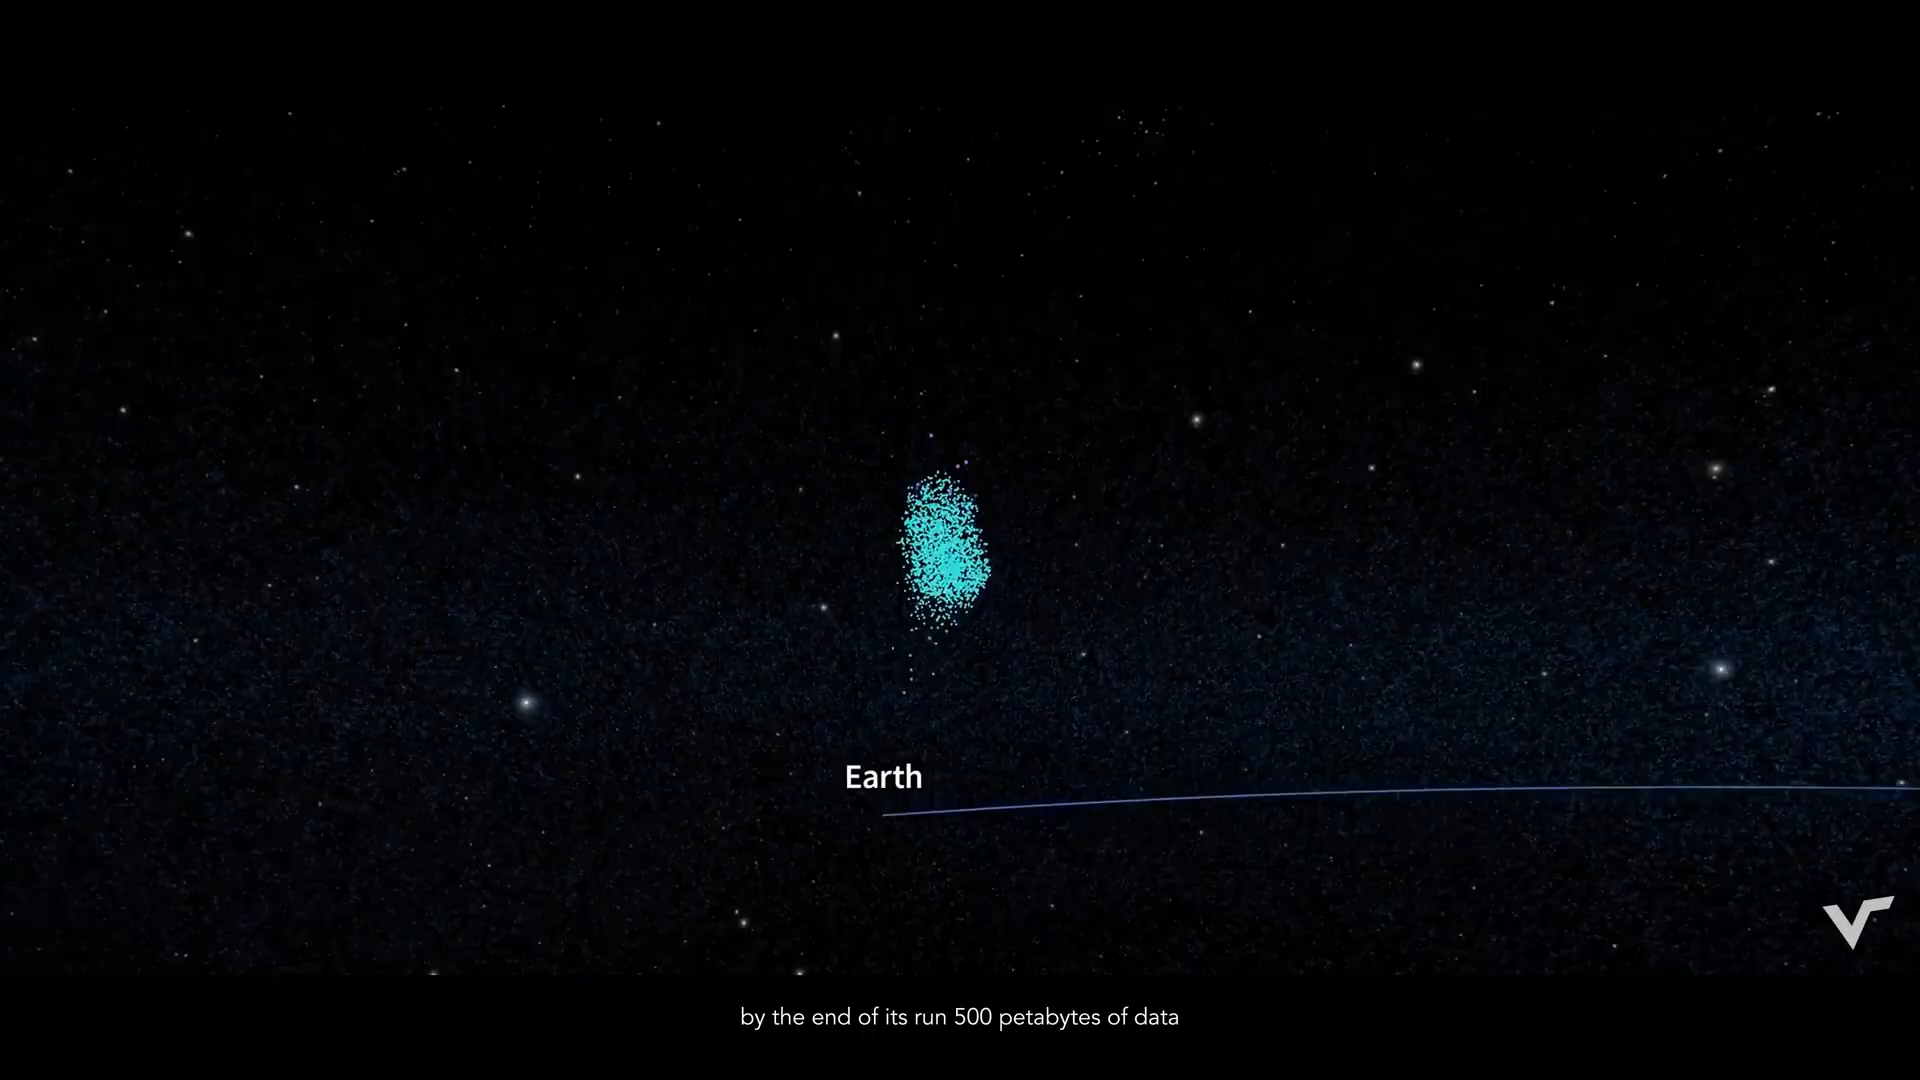 Earth
by the end of its run 500 petabytes of data